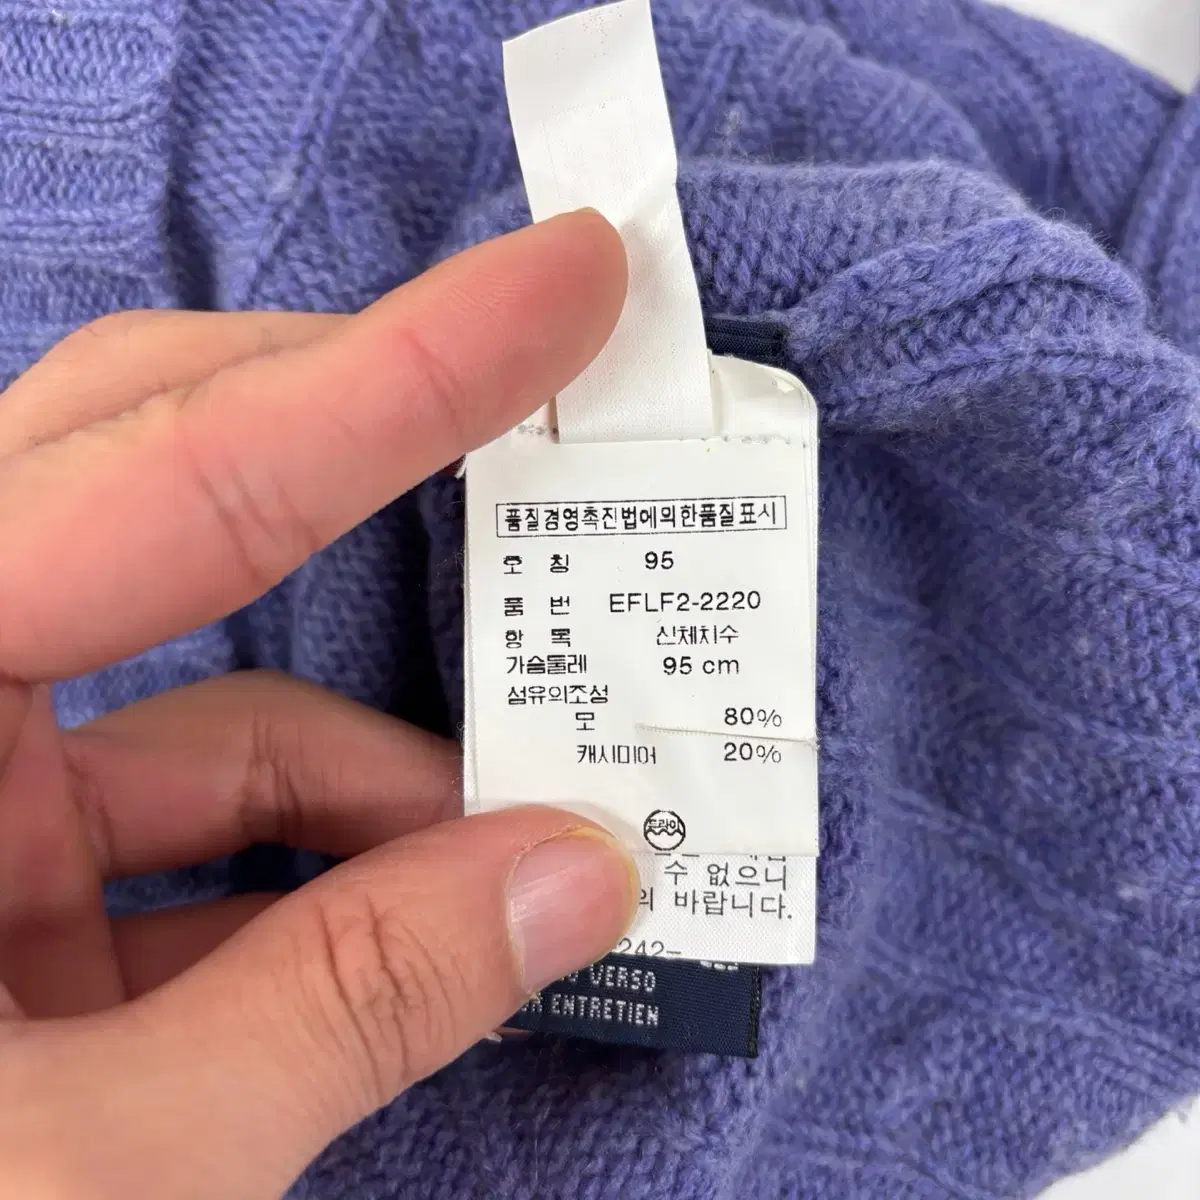 품질경영촉진법에의한품질표시
호 칭 95
품 번 EFLF2-2220
항 목 신체치수
가슴둘레 95 cm
섬유의조성
모 80%
캐시미어 20%
드라이
수 없으니
바랍니다.
242-
VERSO
ENTRETIEN